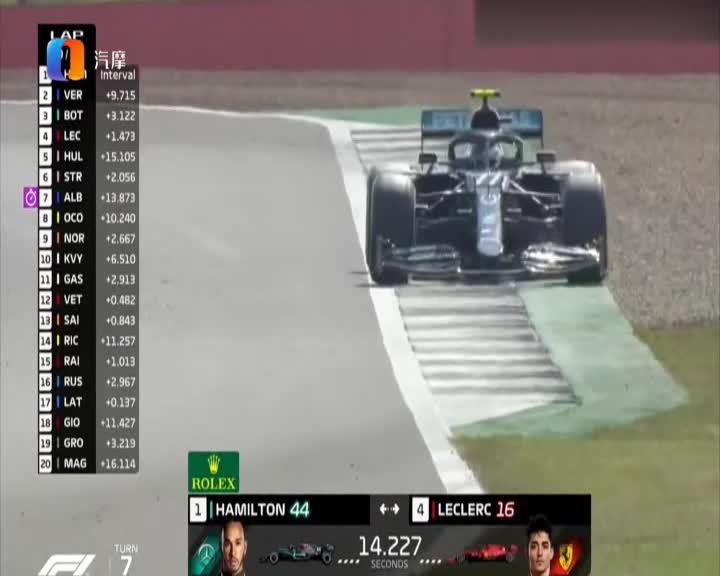 LAP
汽摩
1 Interval
2 VER +9.715
3 BOT +3.122
4 LEC +1.473
5 HUL +15.105
6 STR +2.056
7 ALB +13.873
8 OCO +10.240
9 NOR +2.667
10 KVY +6.510
11 GAS +2.913
12 VET +0.482
13 SAI +0.843
14 RIC +11.257
15 RAI +1.013
16 RUS +2.967
17 LAT +0.137
18 GIO +11.427
19 GRO +3.219
20 MAG +16.114
ROLEX
1 HAMILTON 44 4 LECLERC 16
14.227
SECONDS
F1 TURN
7